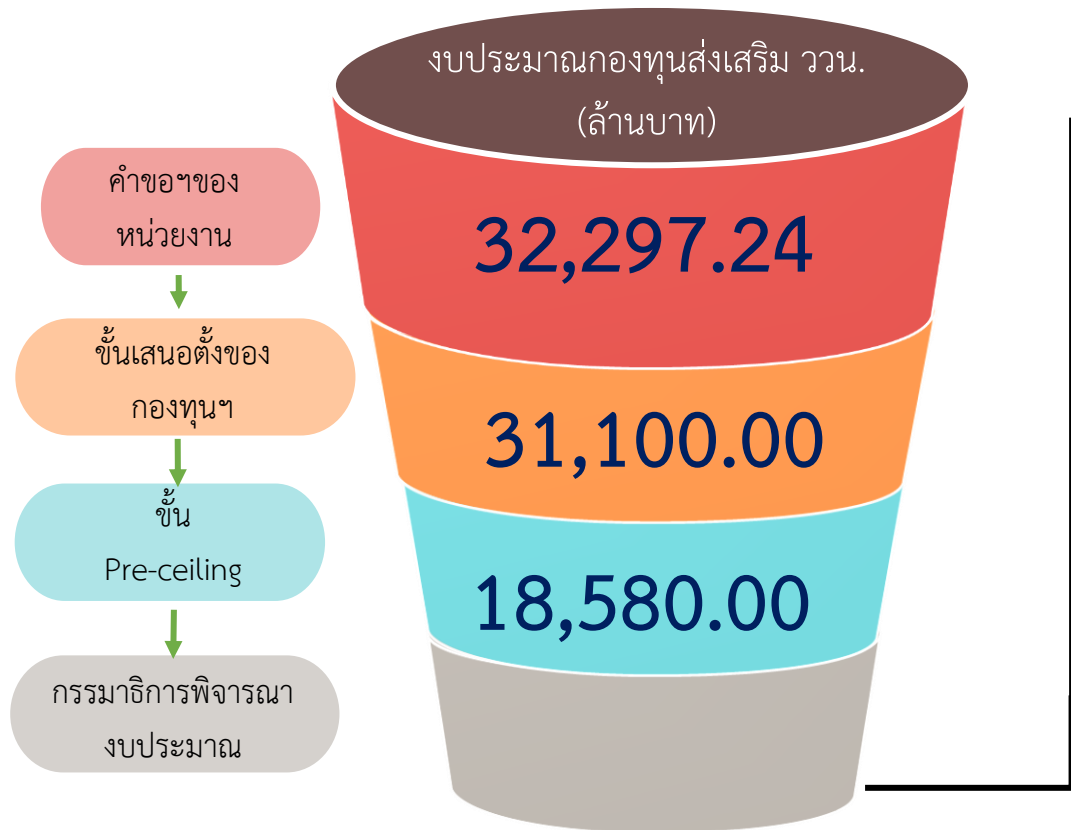 งบประมาณกองทุนส่งเสริม ววน.
(ล้านบาท)
คำขอฯของ
หน่วยงาน
32,297.24
ขั้นเสนอตั้งของ
กองทุนฯ
31,100.00
ขั้น
Pre-ceiling
18,580.00
กรรมาธิการพิจารณา
งบประมาณ